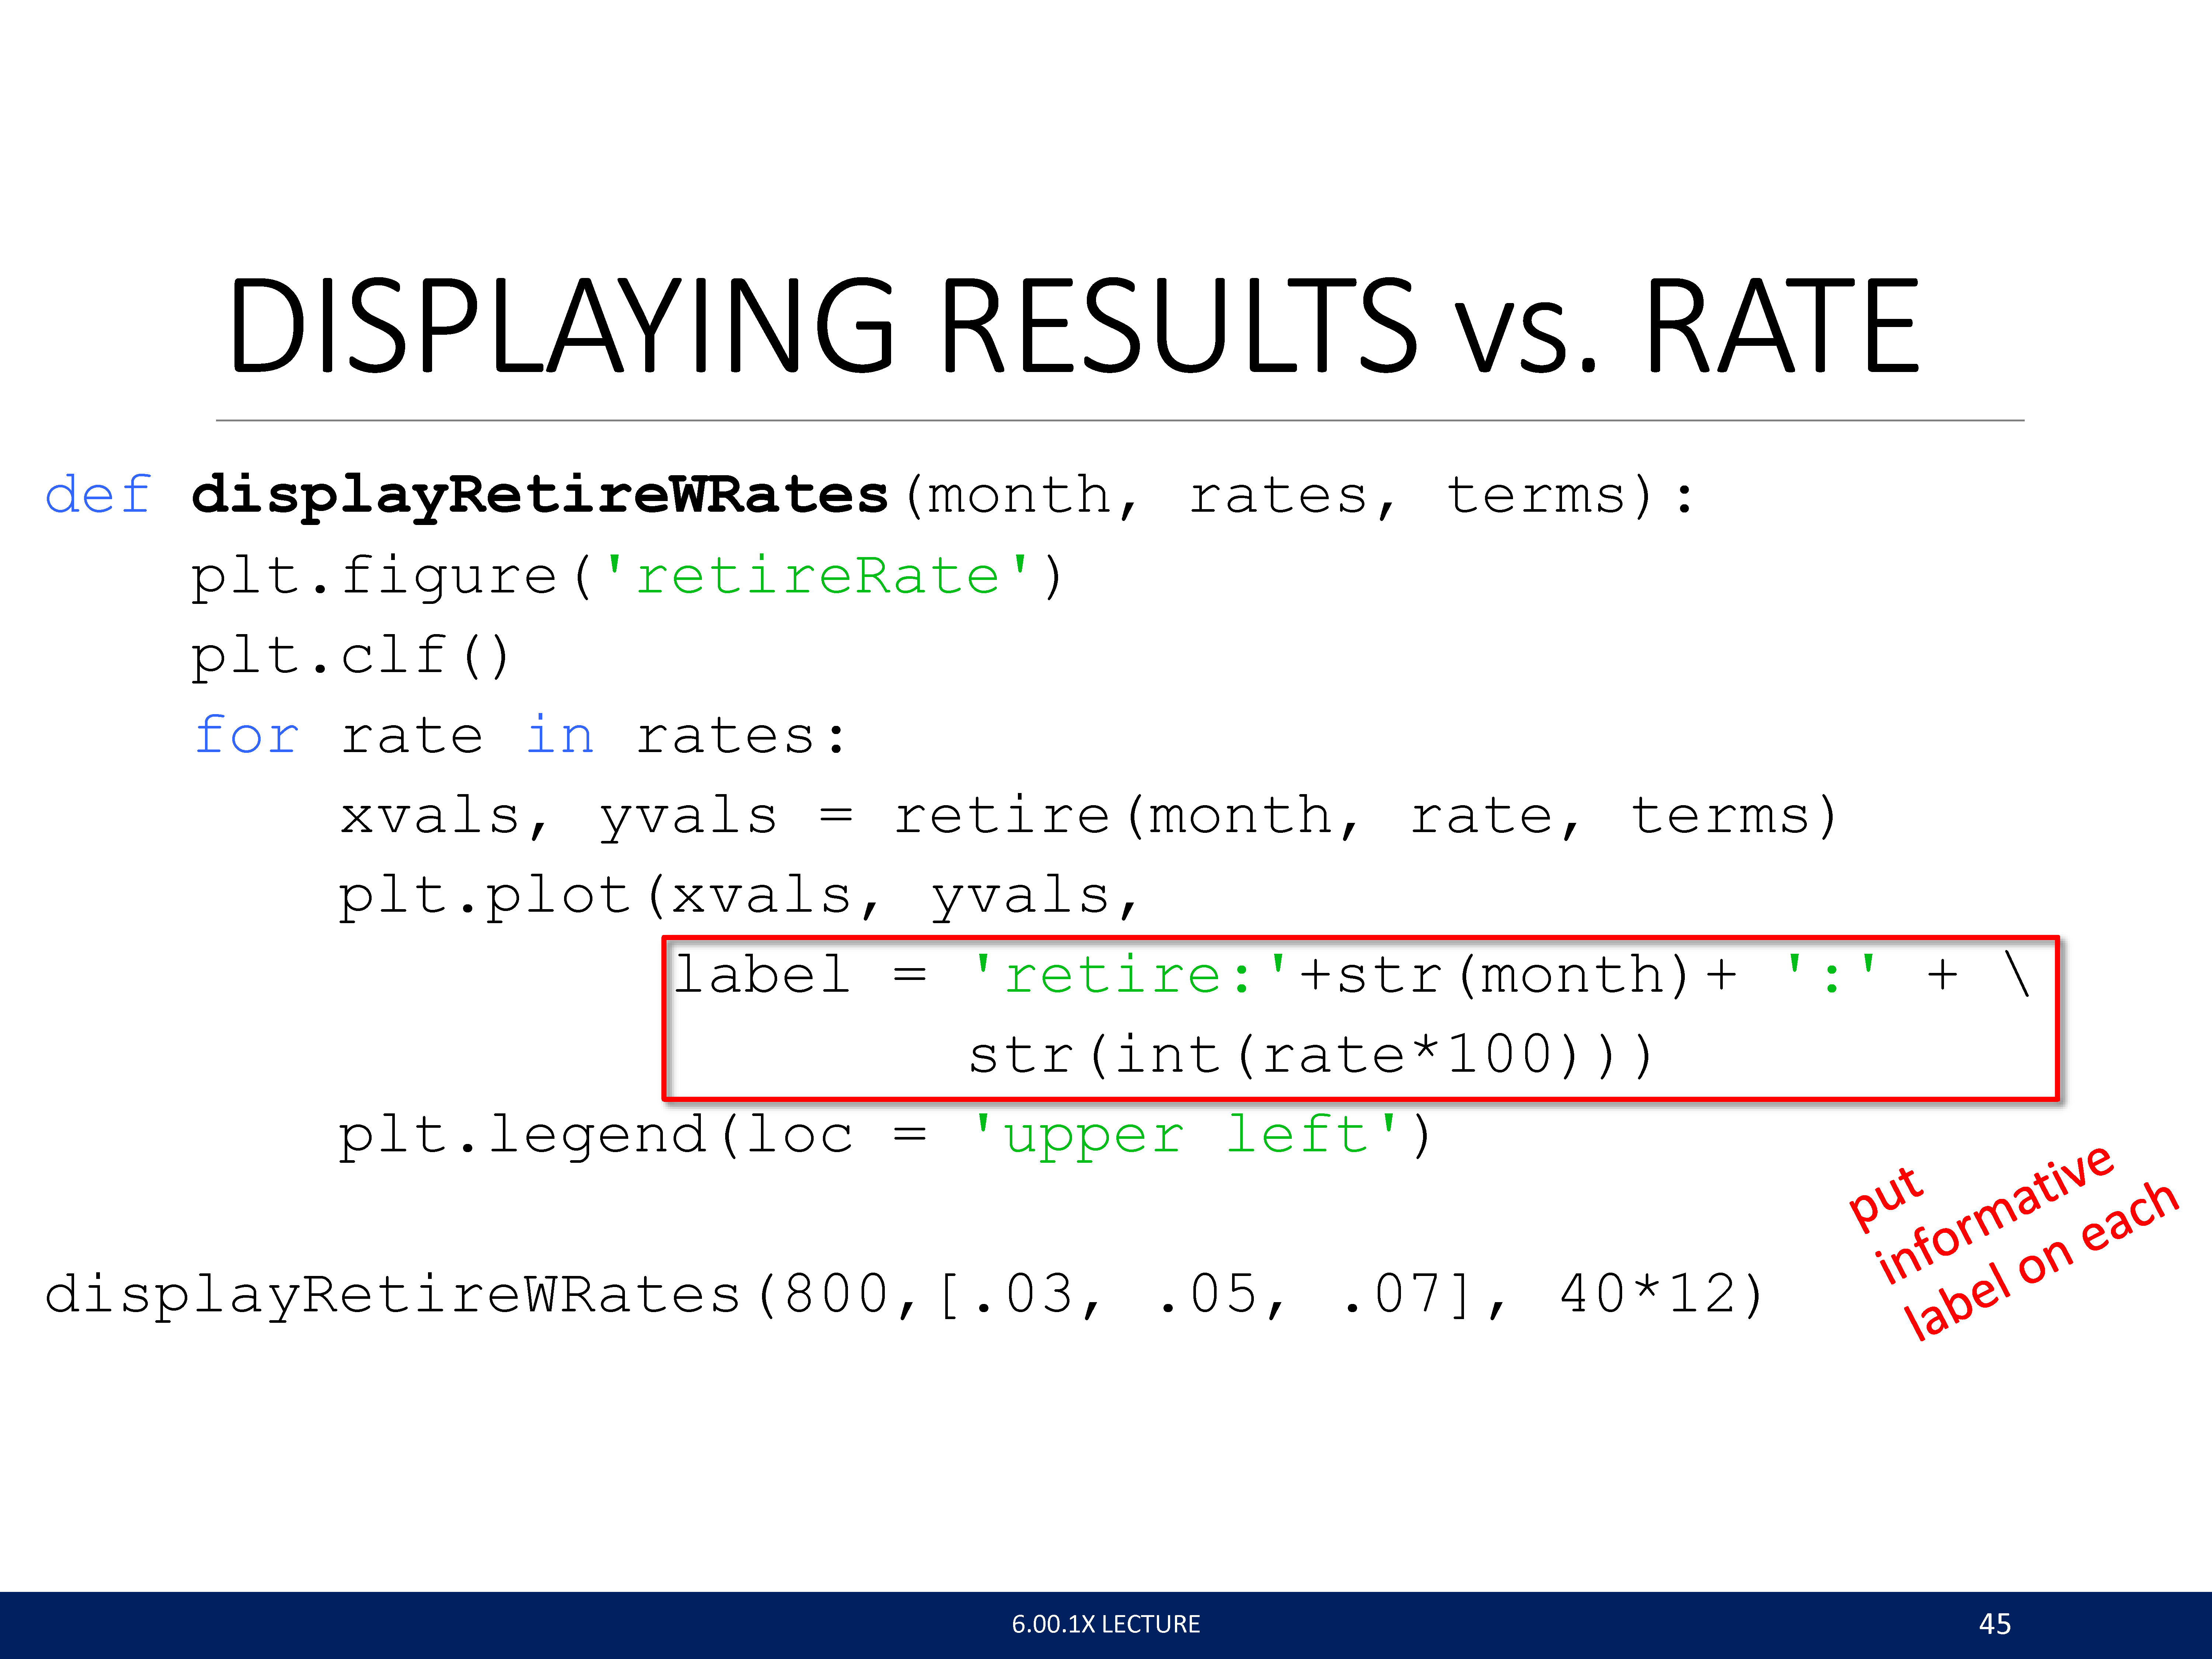 DISPLAYING RESULTS vs. RATE
def displayRetireWRates(month, rates, terms):
    plt.figure('retireRate')
    plt.clf()
    for rate in rates:
        xvals, yvals = retire(month, rate, terms)
        plt.plot(xvals, yvals,
                 label = 'retire:'+str(month)+ ':' + \
                         str(int(rate*100)))
        plt.legend(loc = 'upper left')
displayRetireWRates(800,[.03, .05, .07], 40*12)
put
informative
label on each
6.00.1X LECTURE
45